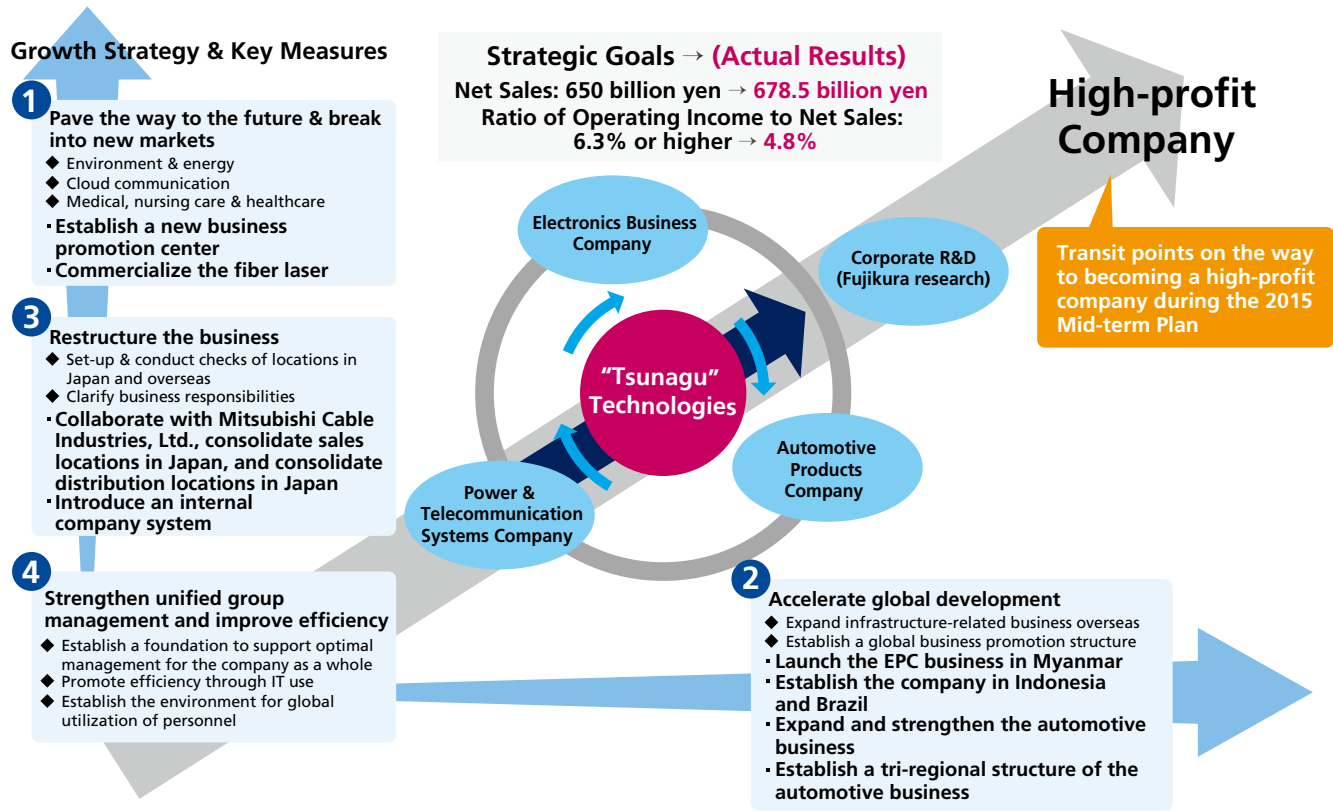 Growth Strategy & Key Measures
1
Pave the way to the future & break
into new markets
◆ Environment & energy
◆ Cloud communication
◆ Medical, nursing care & healthcare
· Establish a new business
promotion center
· Commercialize the fiber laser
3
Restructure the business
◆ Set-up & conduct checks of locations in
Japan and overseas
◆ Clarify business responsibilities
· Collaborate with Mitsubishi Cable
Industries, Ltd., consolidate sales
locations in Japan, and consolidate
distribution locations in Japan
· Introduce an internal
company system
4
Strengthen unified group
management and improve efficiency
◆ Establish a foundation to support optimal
management for the company as a whole
◆ Promote efficiency through IT use
◆ Establish the environment for global
utilization of personnel
Strategic Goals → (Actual Results)
Net Sales: 650 billion yen → 678.5 billion yen
Ratio of Operating Income to Net Sales:
6.3% or higher → 4.8%
High-profit
Company
Transit points on the way
to becoming a high-profit
company during the 2015
Mid-term Plan
Electronics Business
Company
Corporate R&D
(Fujikura research)
"Tsunagu"
Technologies
Automotive
Products
Company
Power &
Telecommunication
Systems Company
2
Accelerate global development
◆ Expand infrastructure-related business overseas
◆ Establish a global business promotion structure
· Launch the EPC business in Myanmar
· Establish the company in Indonesia
and Brazil
· Expand and strengthen the automotive
business
· Establish a tri-regional structure of the
automotive business